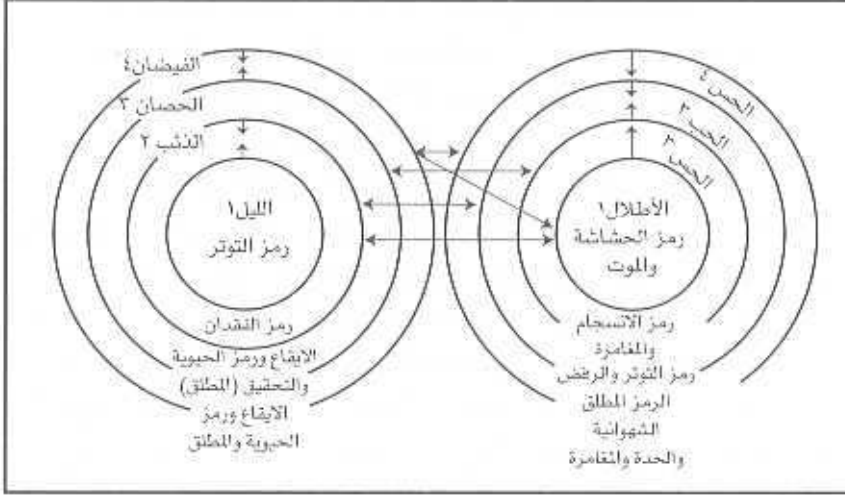 الحس ٤
الحب ٣
الحس ٢
الأطلال١
رمز الحشاشة
والموت
رمز الانسجام
والمغامرة
رمز التوتر والرفض
الرمز المطلق
الشهوانية
والحدة والمغامرة
الفيضان٤
الحصان ٣
الذئب ٢
الليل١
رمز التوتر
رمز الفقدان
الايقاع ورمز الحيوية
والتحقيق (المطلق)
الايقاع ورمز
الحيوية والمطلق